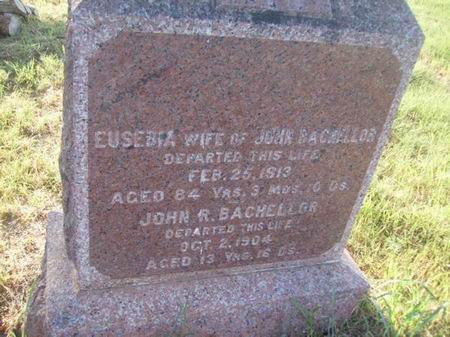 EUSEBIA WIFE OF JOHN BACHELLOR
DEPARTED THIS LIFE
FEB. 25, 1913
AGED 84 YRS. 3 MOS. 10 DS.
JOHN R. BACHELLOR
DEPARTED THIS LIFE
OCT. 2, 1904
AGED 13 YRS. 16 DS.